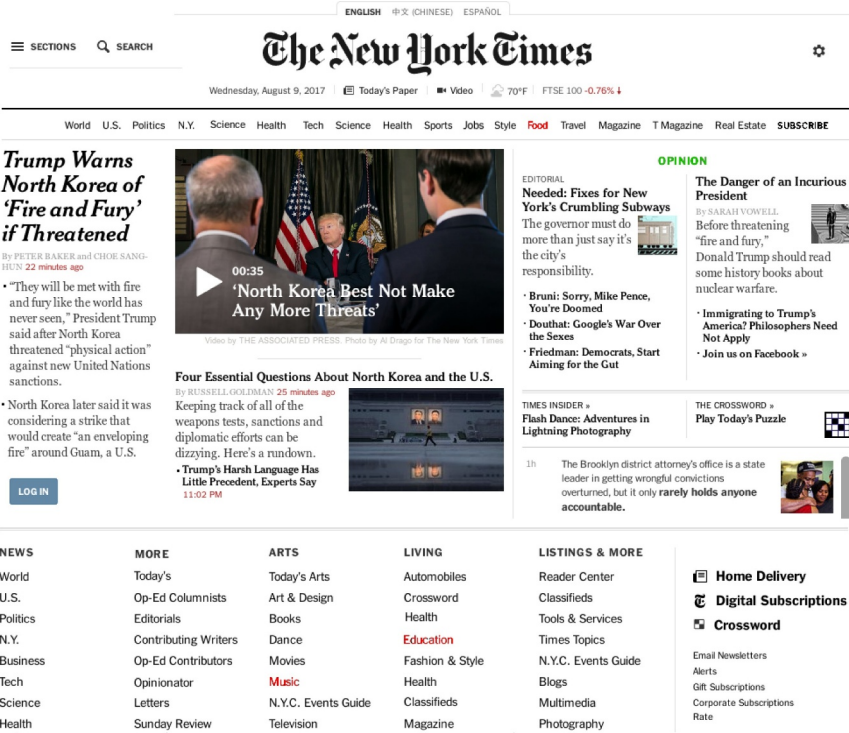 ENGLISH 中文 (CHINESE) ESPAÑOL
SECTIONS SEARCH
The New York Times
Wednesday, August 9, 2017 Today's Paper Video 70°F FTSE 100 -0.76%
World U.S. Politics N.Y. Science Health Tech Science Health Sports Jobs Style Food Travel Magazine T Magazine Real Estate SUBSCRIBE
Trump Warns
North Korea of
‘Fire and Fury’
if Threatened
By PETER BAKER and CHOE SANG-
HUN 22 minutes ago
• “They will be met with fire
and fury like the world has
never seen,” President Trump
said after North Korea
threatened “physical action”
against new United Nations
sanctions.
• North Korea later said it was
considering a strike that
would create “an enveloping
fire” around Guam, a U.S.
LOG IN
00:35
‘North Korea Best Not Make
Any More Threats’
Video by THE ASSOCIATED PRESS. Photo by Al Drago for The New York Times
Four Essential Questions About North Korea and the U.S.
By RUSSELL GOLDMAN 25 minutes ago
Keeping track of all of the
weapons tests, sanctions and
diplomatic efforts can be
dizzying. Here’s a rundown.
• Trump’s Harsh Language Has
Little Precedent, Experts Say
11:02 PM
OPINION
EDITORIAL
Needed: Fixes for New
York’s Crumbling Subways
The governor must do
more than just say it’s
the city’s
responsibility.
• Bruni: Sorry, Mike Pence,
You’re Doomed
• Douthat: Google’s War Over
the Sexes
• Friedman: Democrats, Start
Aiming for the Gut
The Danger of an Incurious
President
By SARAH VOWELL
Before threatening
“fire and fury,”
Donald Trump should read
some history books about
nuclear warfare.
• Immigrating to Trump’s
America? Philosophers Need
Not Apply
• Join us on Facebook »
TIMES INSIDER »
Flash Dance: Adventures in
Lightning Photography
THE CROSSWORD »
Play Today’s Puzzle
1h
The Brooklyn district attorney’s office is a state
leader in getting wrongful convictions
overturned, but it only rarely holds anyone
accountable.
NEWS
World
U.S.
Politics
N.Y.
Business
Tech
Science
Health
MORE
Today's
Op-Ed Columnists
Editorials
Contributing Writers
Op-Ed Contributors
Opinionator
Letters
Sunday Review
ARTS
Today's Arts
Art & Design
Books
Dance
Movies
Music
N.Y.C. Events Guide
Television
LIVING
Automobiles
Crossword
Health
Education
Fashion & Style
Health
Classifieds
Magazine
LISTINGS & MORE
Reader Center
Classifieds
Tools & Services
Times Topics
N.Y.C. Events Guide
Blogs
Multimedia
Photography
Home Delivery
Digital Subscriptions
Crossword
Email Newsletters
Alerts
Gift Subscriptions
Corporate Subscriptions
Rate